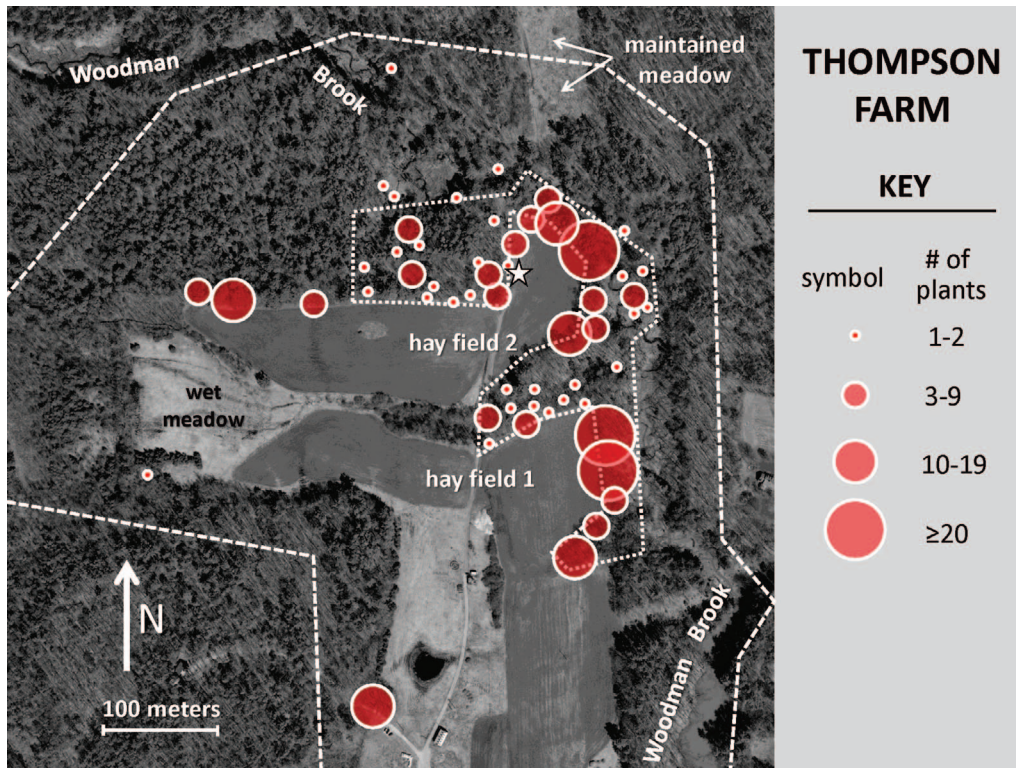 Woodman
Brook
maintained
meadow
hay field 2
wet
meadow
hay field 1
N
100 meters
Woodman Brook
THOMPSON
FARM
KEY
symbol
# of
plants
1-2
3-9
10-19
≥20